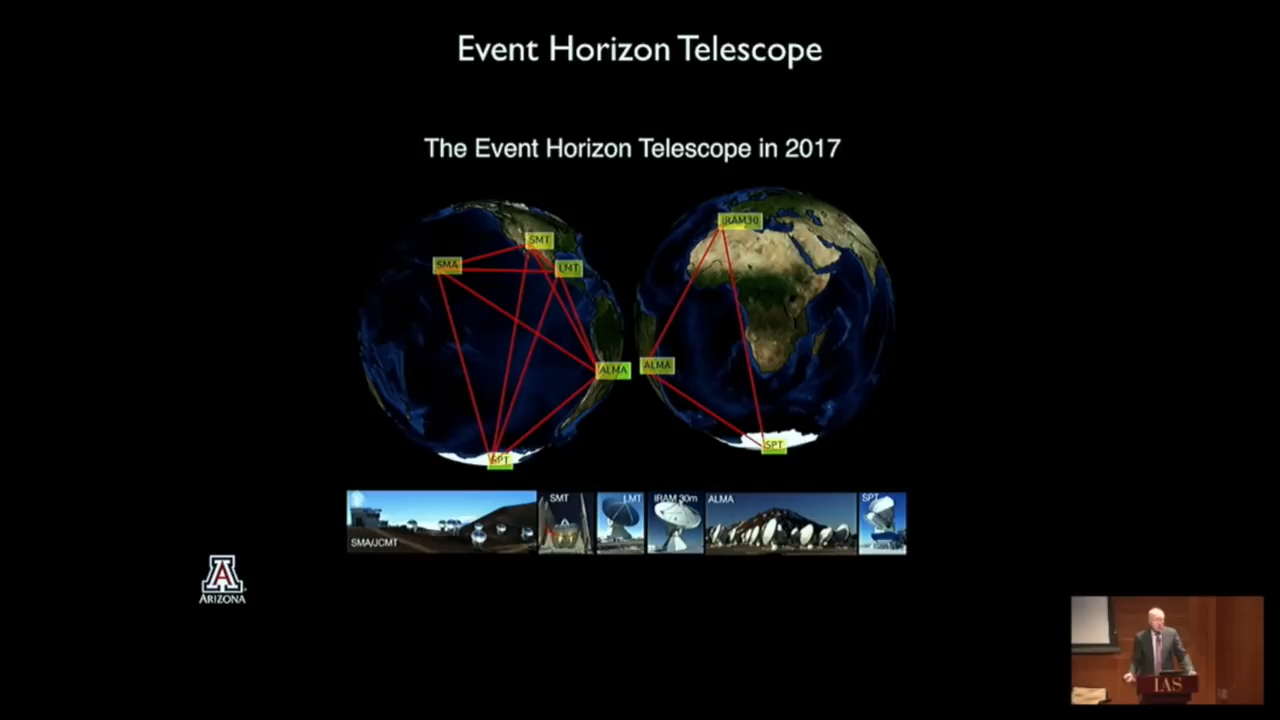 Event Horizon Telescope
The Event Horizon Telescope in 2017
IRAM30
SMT
SMA
LMT
ALMA
ALMA
SPT
SPT
SMA/JCMT
SMT
LMT
IRAM 30m
ALMA
SPT
A
ARIZONA
IAS